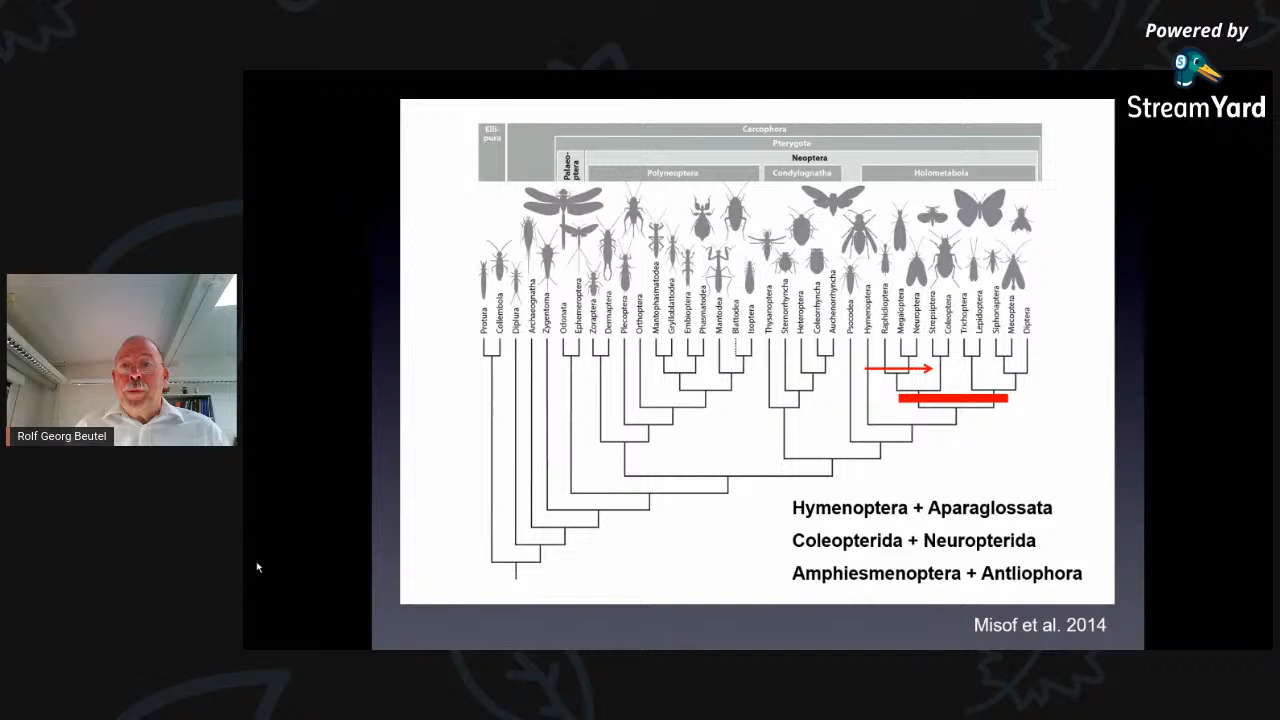 Powered by
StreamYard
Elli-
pura
Cercophora
Pterygota
Palaeo-
ptera
Neoptera
Polyneoptera
Condylognatha
Holometabola
Protura
Collembola
Diplura
Archaeognatha
Zygentoma
Odonata
Ephemeroptera
Zoraptera
Dermaptera
Plecoptera
Orthoptera
Mantophasmatodea
Grylloblattodea
Embioptera
Phasmatodea
Mantodea
Blattodea
Isoptera
Thysanoptera
Sternorrhyncha
Heteroptera
Coleorrhyncha
Auchenorrhyncha
Psocodea
Hymenoptera
Raphidioptera
Megaloptera
Neuroptera
Strepsiptera
Coleoptera
Trichoptera
Lepidoptera
Siphonaptera
Mecoptera
Diptera
Rolf Georg Beutel
Hymenoptera + Aparaglossata
Coleopterida + Neuropterida
Amphiesmenoptera + Antliophora
Misof et al. 2014